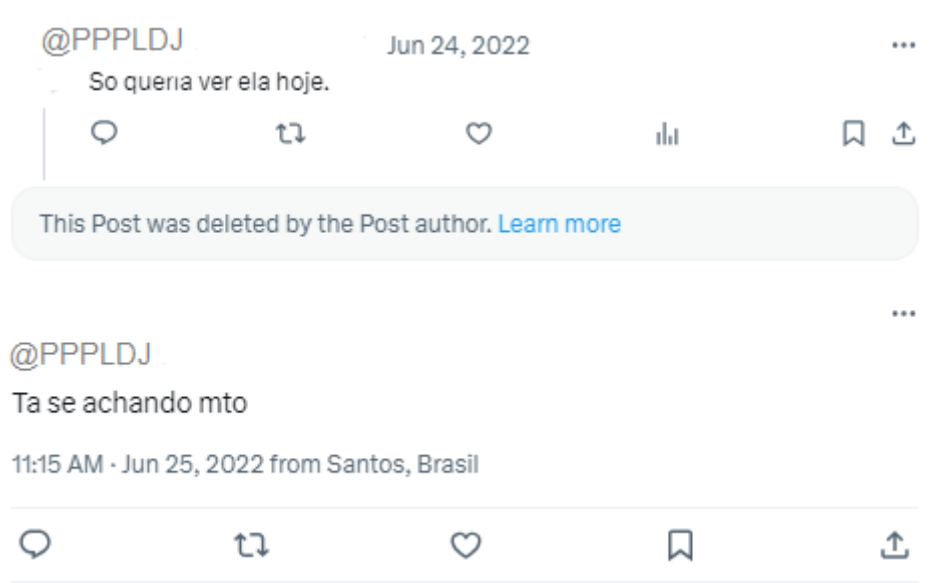 @PPPLDJ Jun 24, 2022
So queria ver ela hoje.
This Post was deleted by the Post author. Learn more
@PPPLDJ
Ta se achando mto
11:15 AM · Jun 25, 2022 from Santos, Brasil